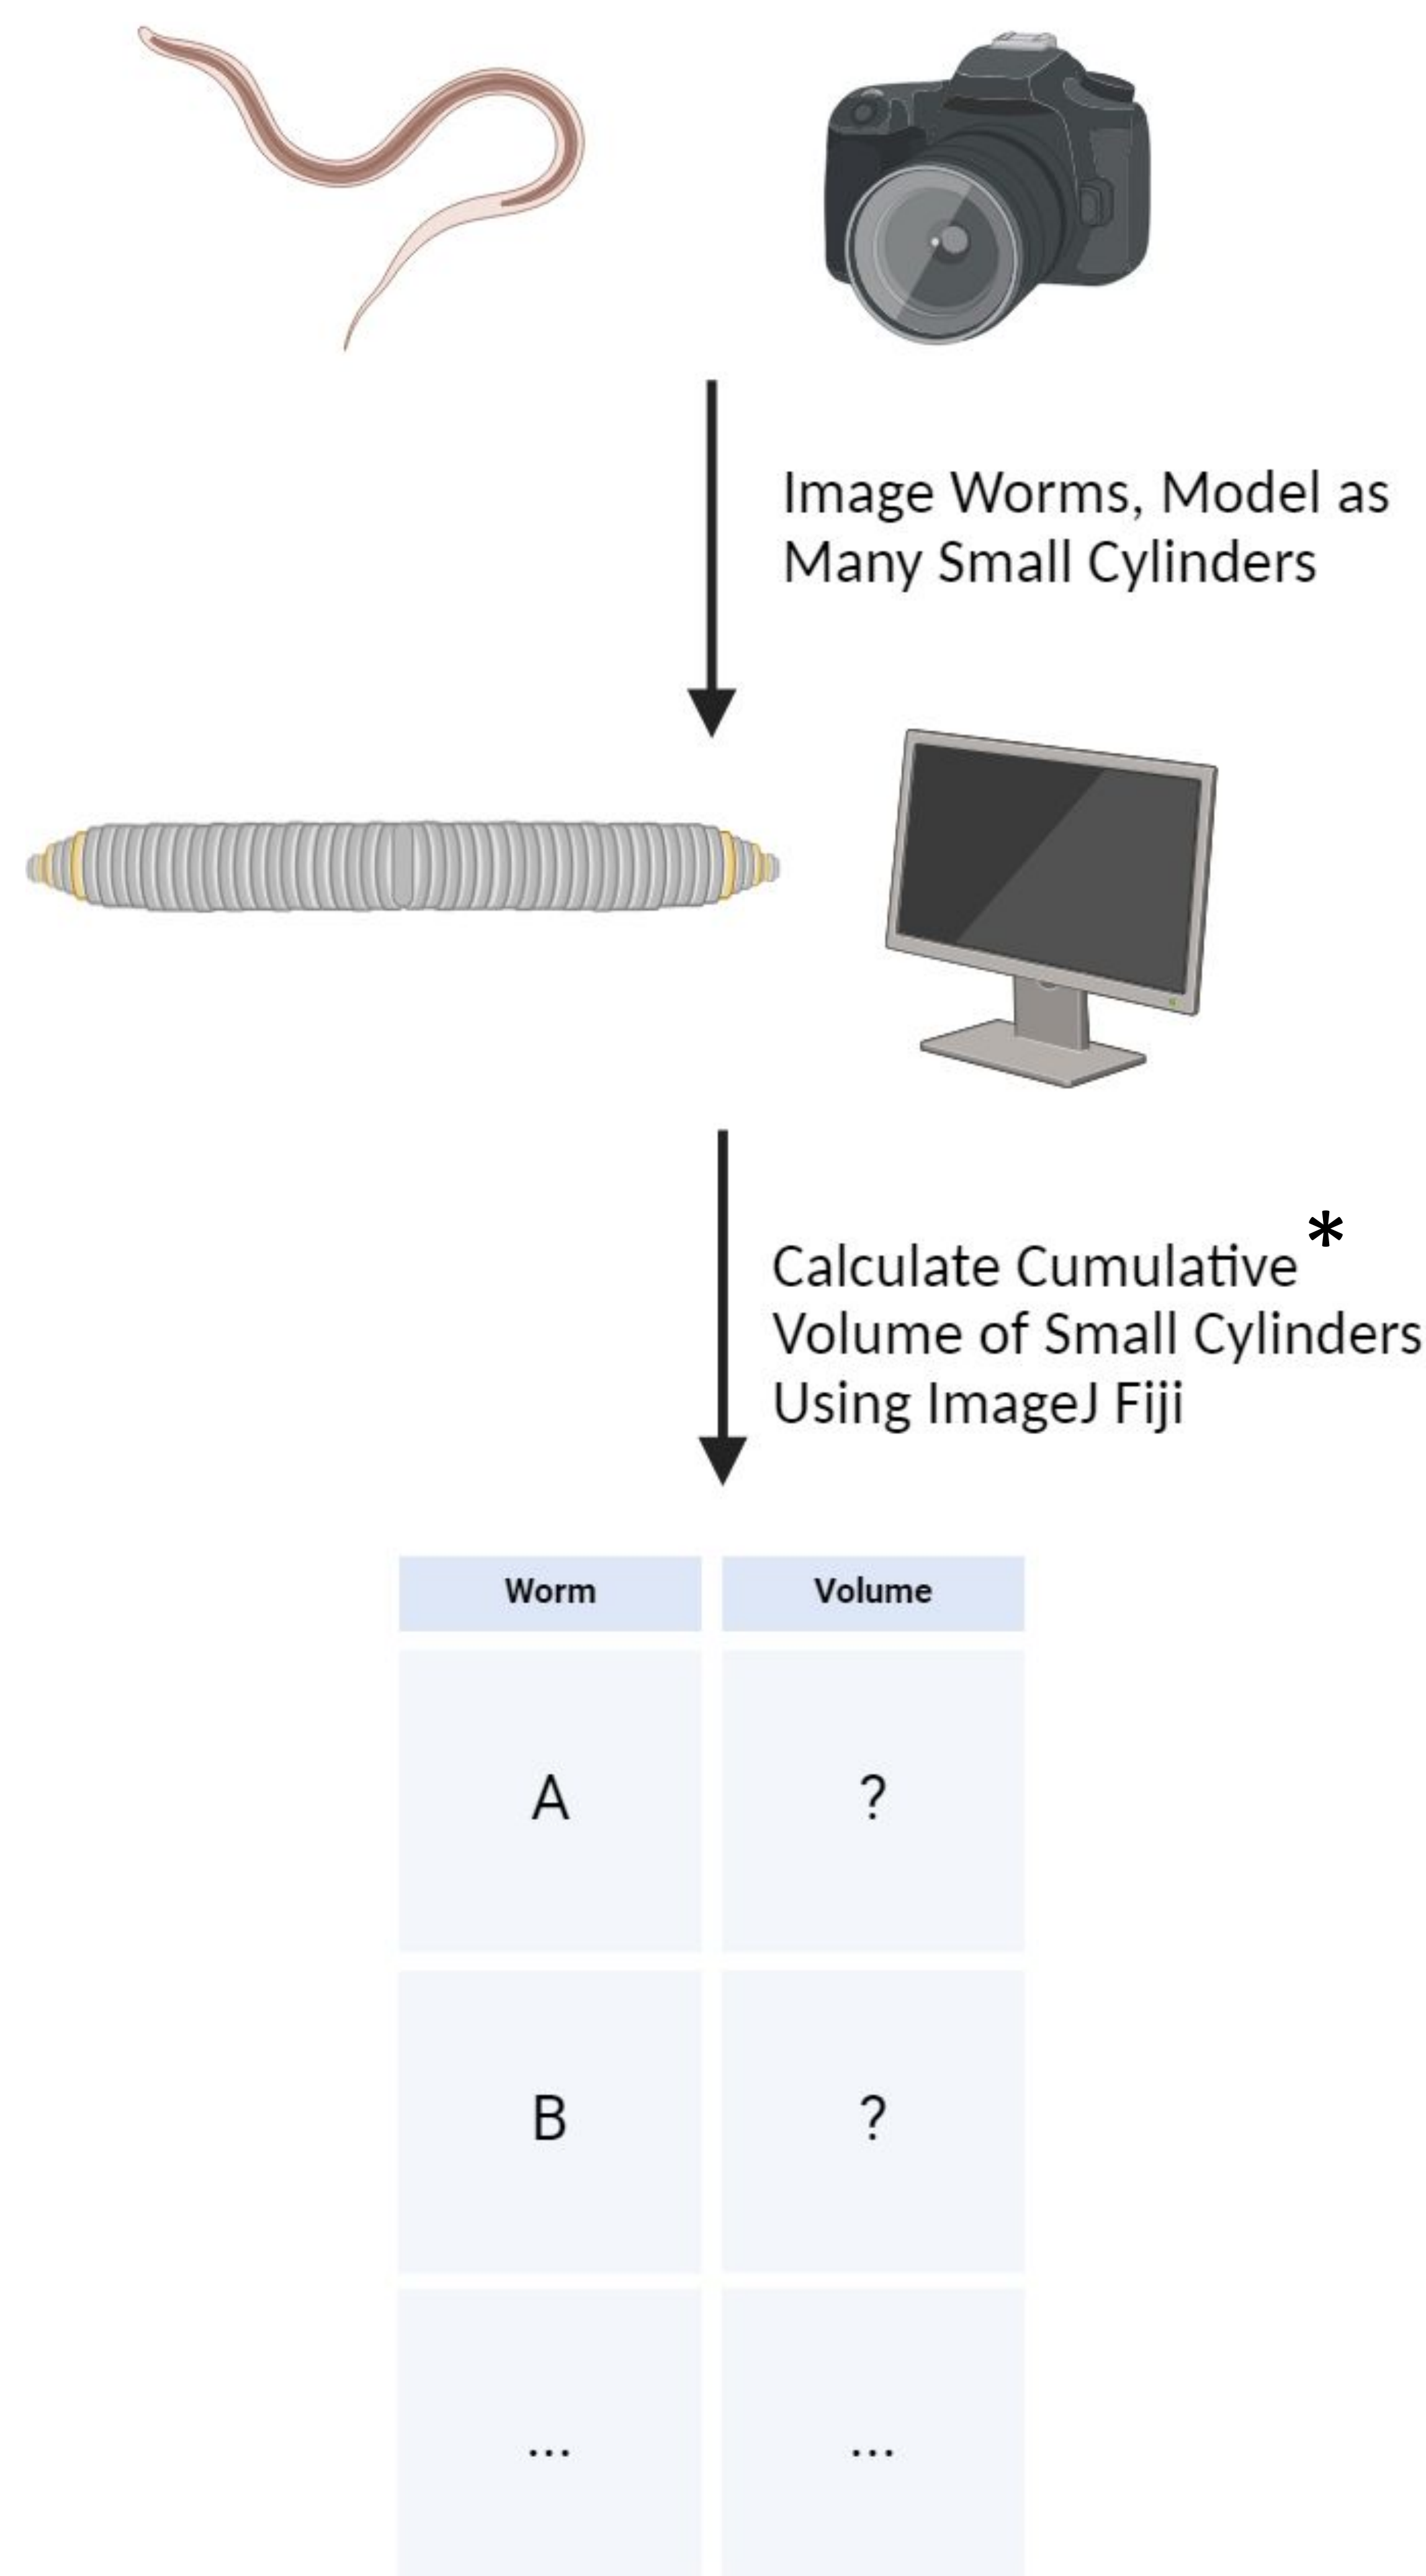 Image Worms, Model as
Many Small Cylinders
Calculate Cumulative *
Volume of Small Cylinders
Using ImageJ Fiji
Worm Volume
A ?
B ?
... ...